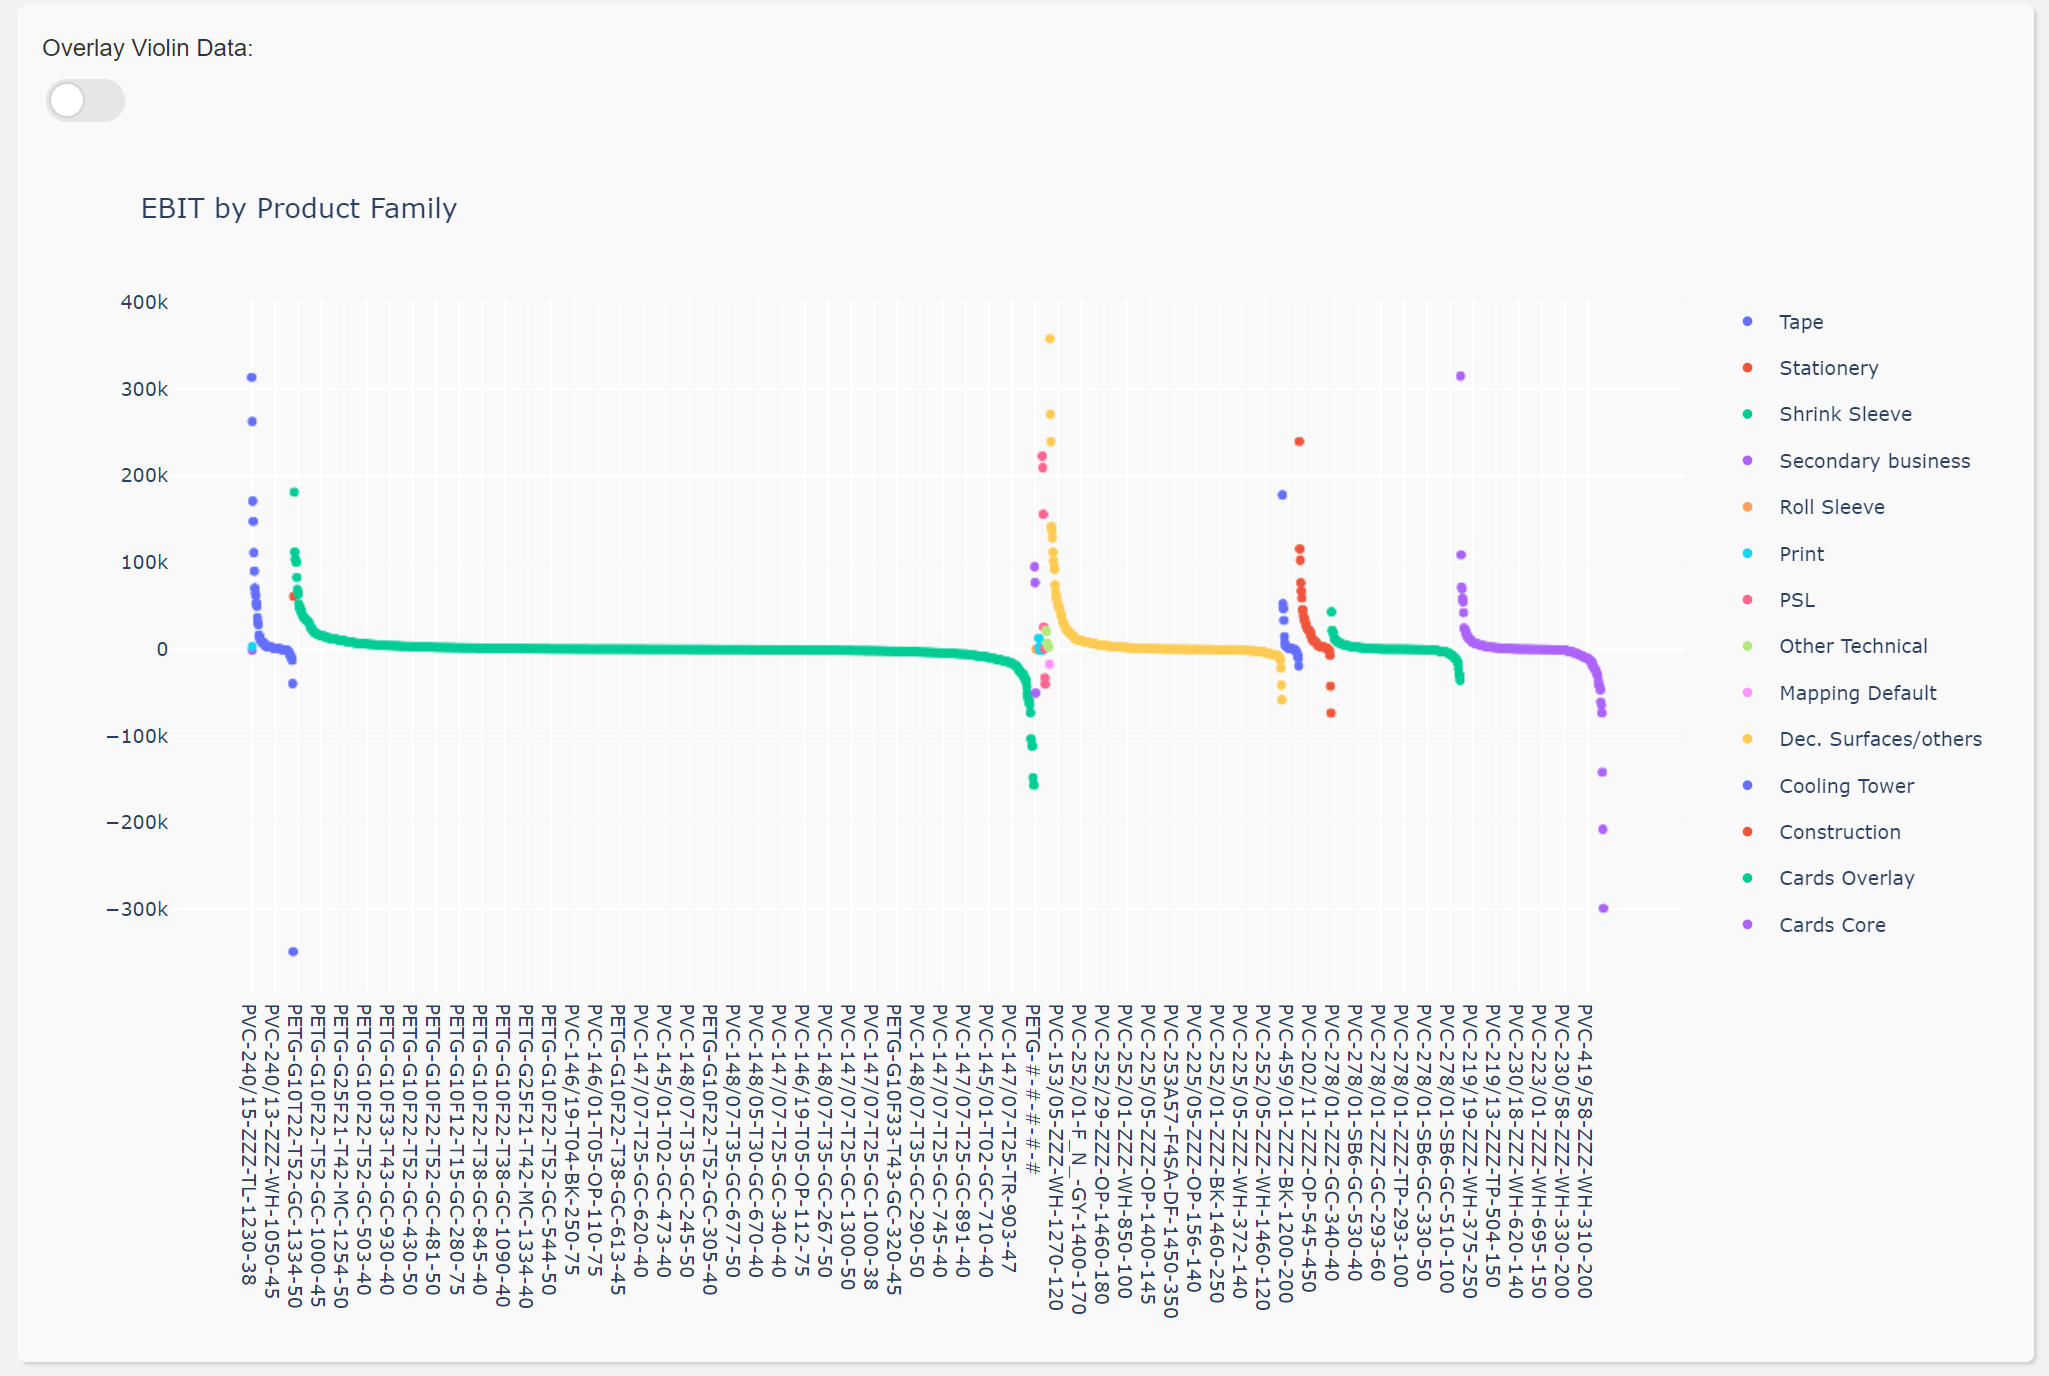 Overlay Violin Data:
EBIT by Product Family
400k
300k
200k
100k
0
−100k
−200k
−300k
Tape
Stationery
Shrink Sleeve
Secondary business
Roll Sleeve
Print
PSL
Other Technical
Mapping Default
Dec. Surfaces/others
Cooling Tower
Construction
Cards Overlay
Cards Core
PVC-240/15-ZZZ-TL-1230-38
PVC-240/13-ZZZ-WH-1050-45
PETG-G10T22-T52-GC-1334-50
PETG-G10F22-T52-GC-1000-45
PETG-G25F21-T42-MC-1254-50
PETG-G10F22-T52-GC-503-40
PETG-G10F33-T43-GC-930-40
PETG-G10F22-T52-GC-430-50
PETG-G10F22-T52-GC-481-50
PETG-G10F12-T15-GC-280-75
PETG-G10F22-T38-GC-845-40
PETG-G10F22-T38-GC-1090-40
PETG-G25F21-T42-MC-1334-40
PETG-G10F22-T52-GC-544-50
PVC-146/19-T04-BK-250-75
PVC-146/01-T05-OP-110-75
PETG-G10F22-T38-GC-613-45
PVC-147/07-T25-GC-620-40
PVC-145/01-T02-GC-473-40
PVC-148/07-T35-GC-245-50
PETG-G10F22-T52-GC-305-40
PVC-148/07-T35-GC-677-50
PVC-148/05-T30-GC-670-40
PVC-147/07-T25-GC-340-40
PVC-146/19-T05-OP-112-75
PVC-148/07-T35-GC-267-50
PVC-147/07-T25-GC-1300-50
PVC-147/07-T25-GC-1000-38
PETG-G10F33-T43-GC-320-45
PVC-148/07-T35-GC-290-50
PVC-147/07-T25-GC-745-40
PVC-147/07-T25-GC-891-40
PVC-145/01-T02-GC-710-40
PVC-147/07-T25-TR-903-47
PETG--#-#-#-#-#
PVC-153/05-ZZZ-WH-1270-120
PVC-252/01-F_N_-GY-1400-170
PVC-252/29-ZZZ-OP-1460-180
PVC-252/01-ZZZ-WH-850-100
PVC-225/05-ZZZ-OP-1400-145
PVC-253A57-F4SA-DF-1450-350
PVC-225/05-ZZZ-OP-156-140
PVC-252/01-ZZZ-BK-1460-250
PVC-225/05-ZZZ-WH-372-140
PVC-252/05-ZZZ-WH-1460-120
PVC-459/01-ZZZ-BK-1200-200
PVC-202/11-ZZZ-OP-545-450
PVC-278/01-ZZZ-GC-340-40
PVC-278/01-SB6-GC-530-40
PVC-278/01-ZZZ-GC-293-60
PVC-278/01-ZZZ-TP-293-100
PVC-278/01-SB6-GC-330-50
PVC-278/01-SB6-GC-510-100
PVC-219/19-ZZZ-WH-375-250
PVC-219/13-ZZZ-TP-504-150
PVC-230/18-ZZZ-WH-620-140
PVC-223/01-ZZZ-WH-695-150
PVC-230/58-ZZZ-WH-330-200
PVC-419/58-ZZZ-WH-310-200